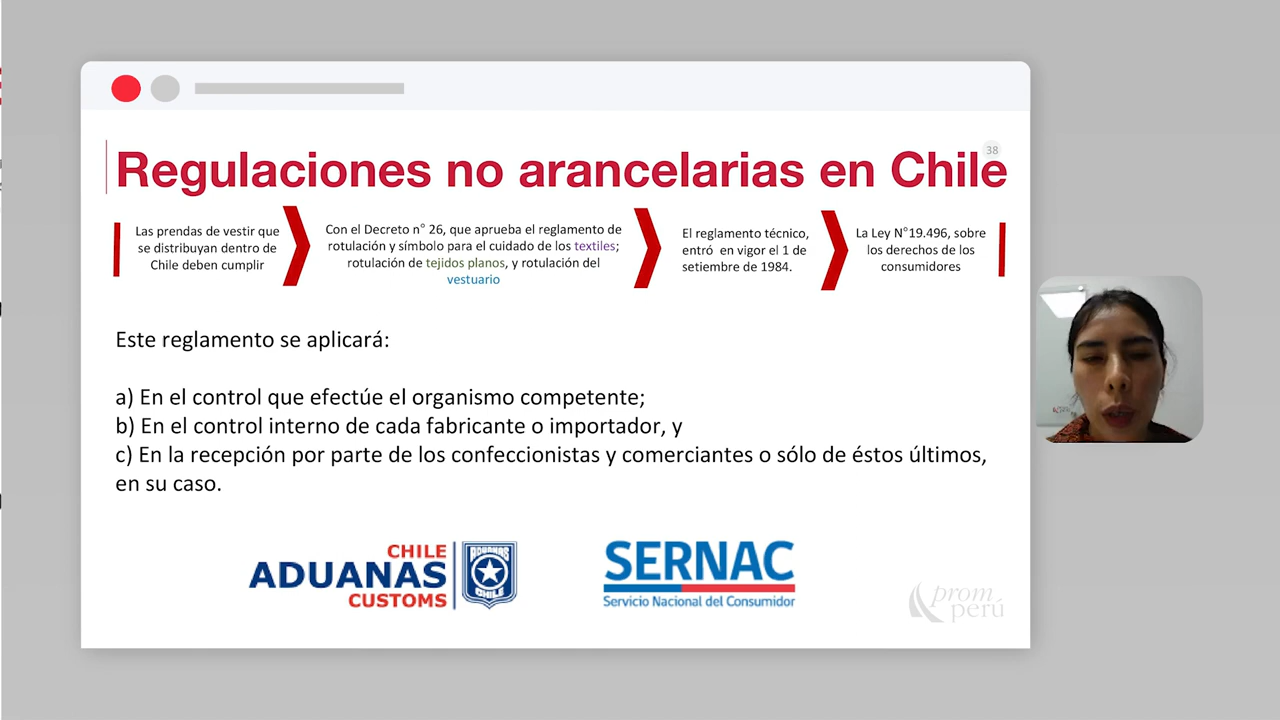 38
Regulaciones no arancelarias en Chile
Las prendas de vestir que
se distribuyan dentro de
Chile deben cumplir
Con el Decreto n° 26, que aprueba el reglamento de
rotulación y símbolo para el cuidado de los textiles;
rotulación de tejidos planos, y rotulación del
vestuario
El reglamento técnico,
entró en vigor el 1 de
setiembre de 1984.
La Ley N°19.496, sobre
los derechos de los
consumidores
Este reglamento se aplicará:
a) En el control que efectúe el organismo competente;
b) En el control interno de cada fabricante o importador, y
c) En la recepción por parte de los confeccionistas y comerciantes o sólo de éstos últimos,
en su caso.
CHILE
ADUANAS
CUSTOMS
ADUANAS
CHILE
SERNAC
Servicio Nacional del Consumidor
prom
perú